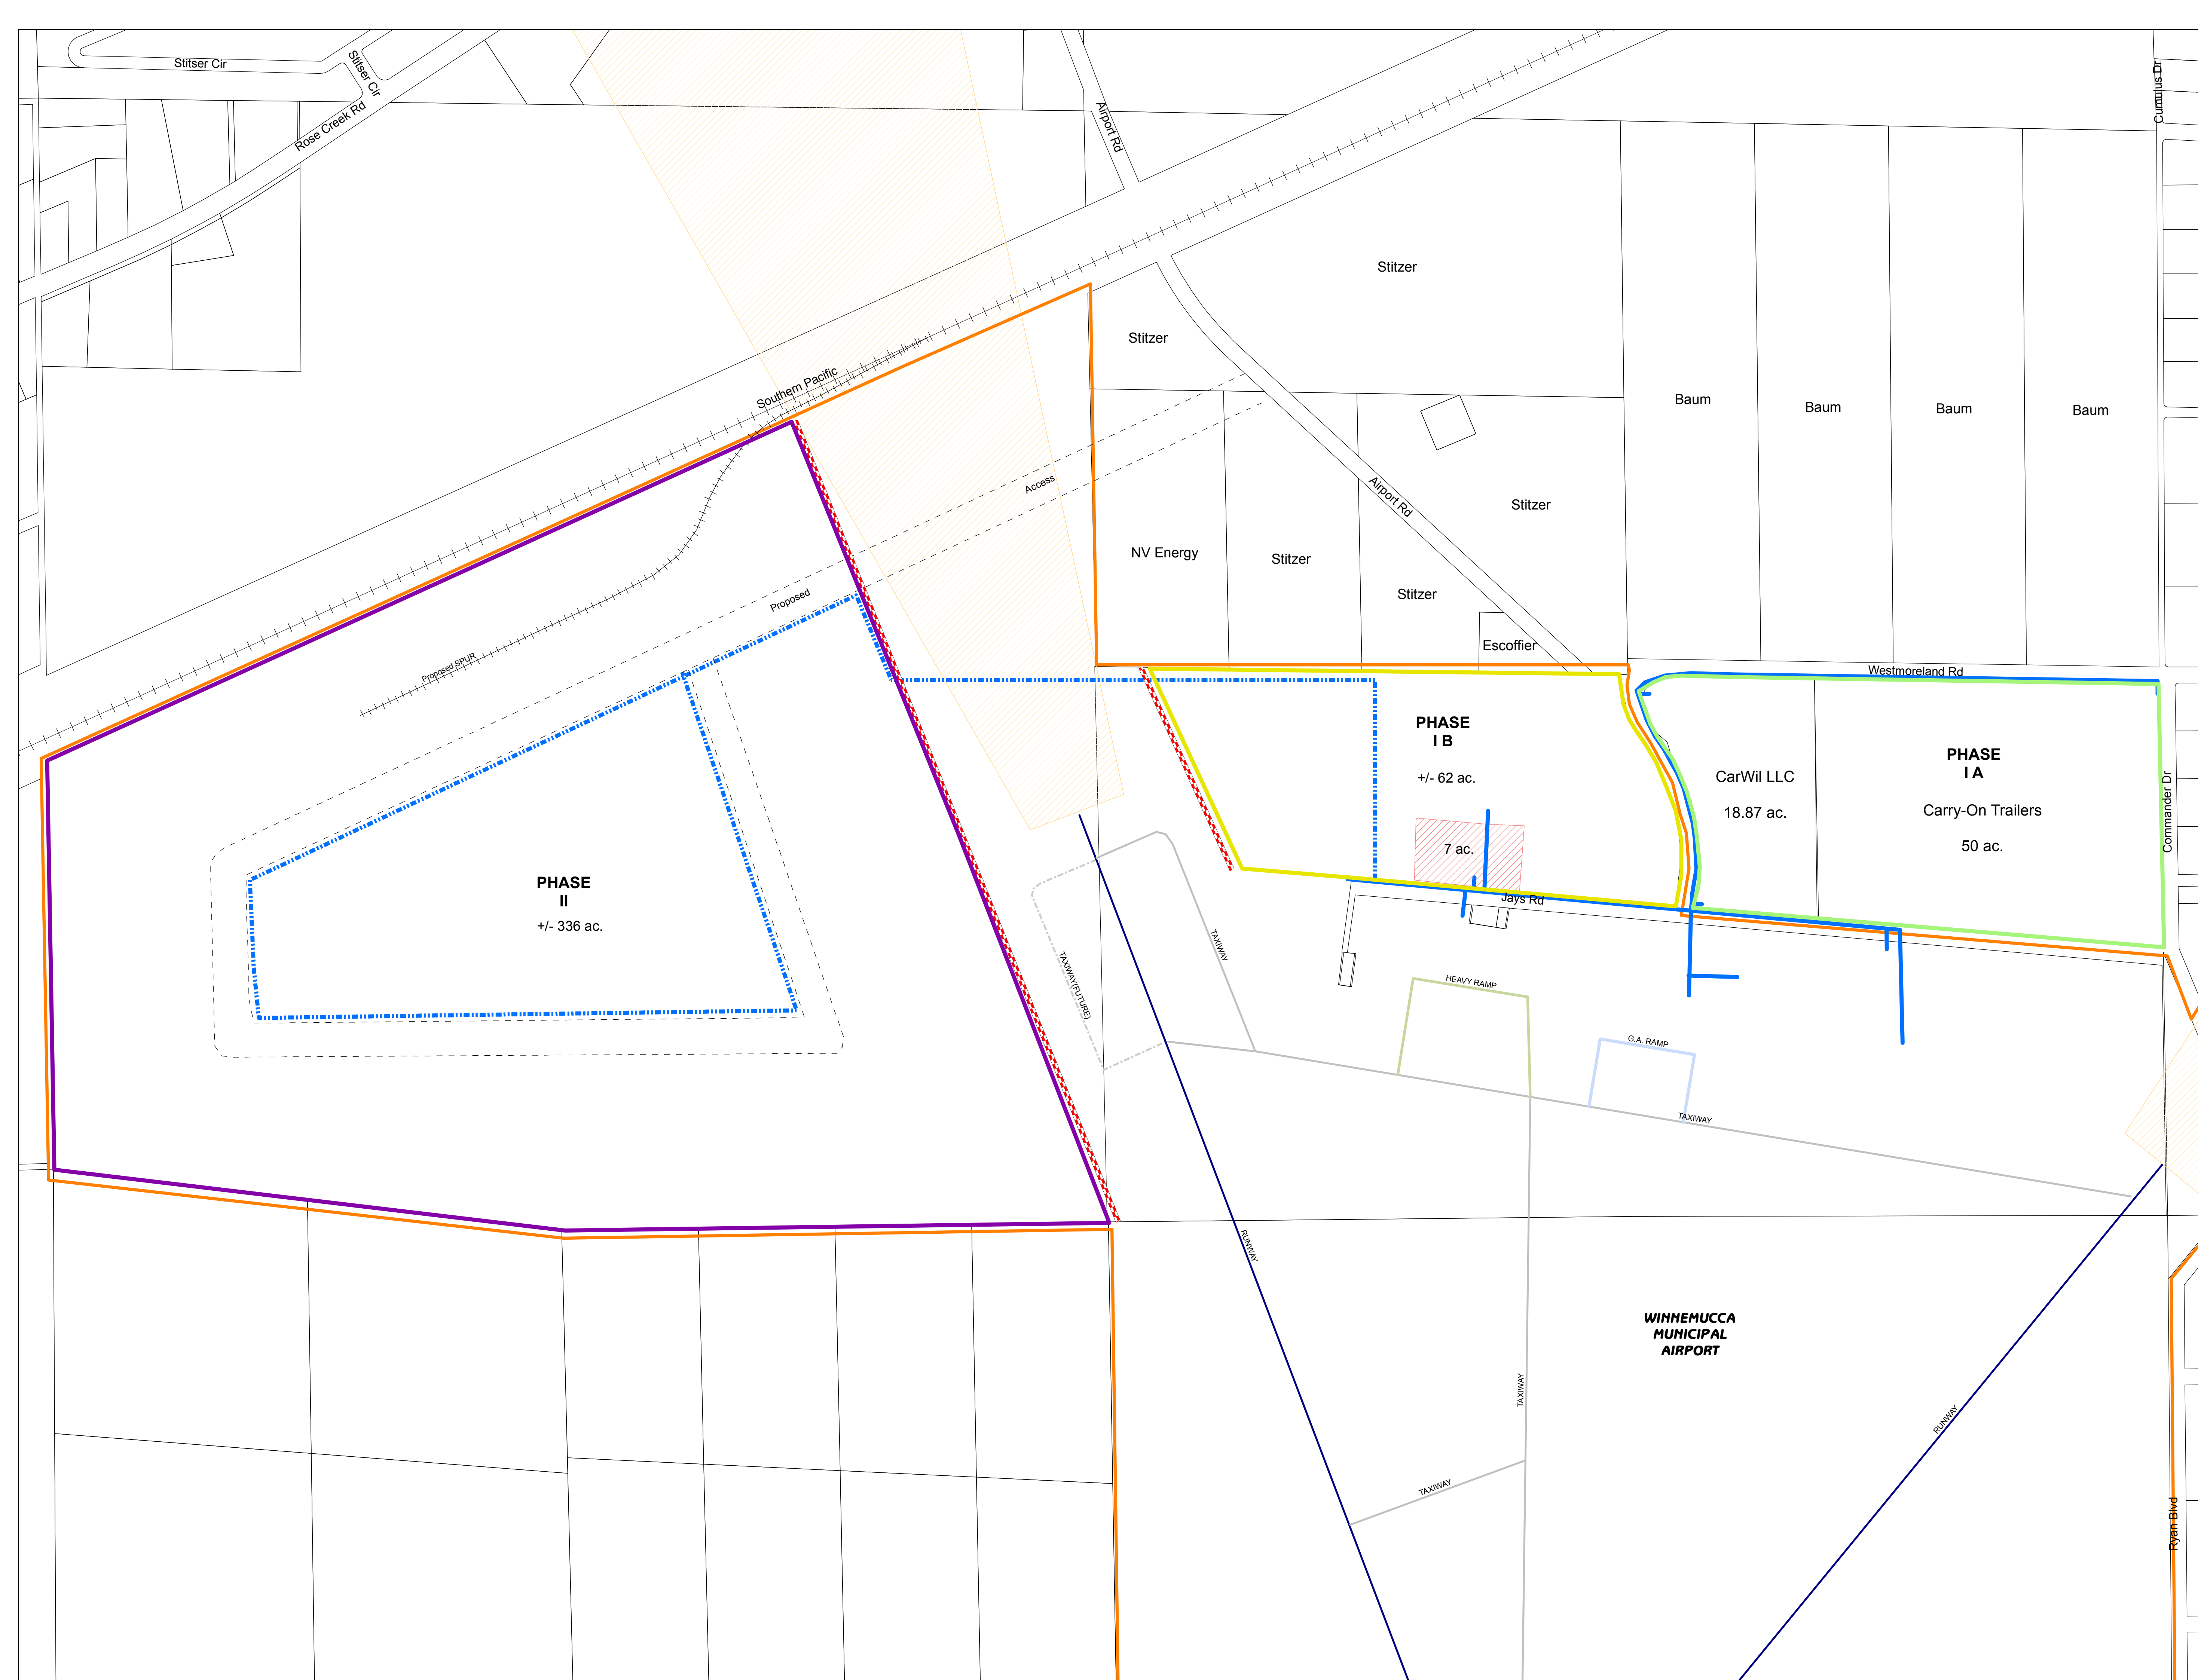 Stitser Cir
Stitser Cir
Rose Creek Rd
Airport Rd
Cumulus Dr
Stitzer
Stitzer
Southern Pacific
Baum
Baum
Baum
Baum
Access
Airport Rd
Stitzer
NV Energy
Stitzer
Stitzer
Proposed
Escoffier
Proposed SPUR
Westmoreland Rd
PHASE
I B
+/- 62 ac.
7 ac.
CarWil LLC
18.87 ac.
PHASE
I A
Carry-On Trailers
50 ac.
Commander Dr
PHASE
II
+/- 336 ac.
Jays Rd
TAXIWAY
TAXIWAY(FUTURE)
HEAVY RAMP
G.A. RAMP
TAXIWAY
RUNWAY
WINNEMUCCA
MUNICIPAL
AIRPORT
TAXIWAY
RUNWAY
TAXIWAY
Ryan Blvd